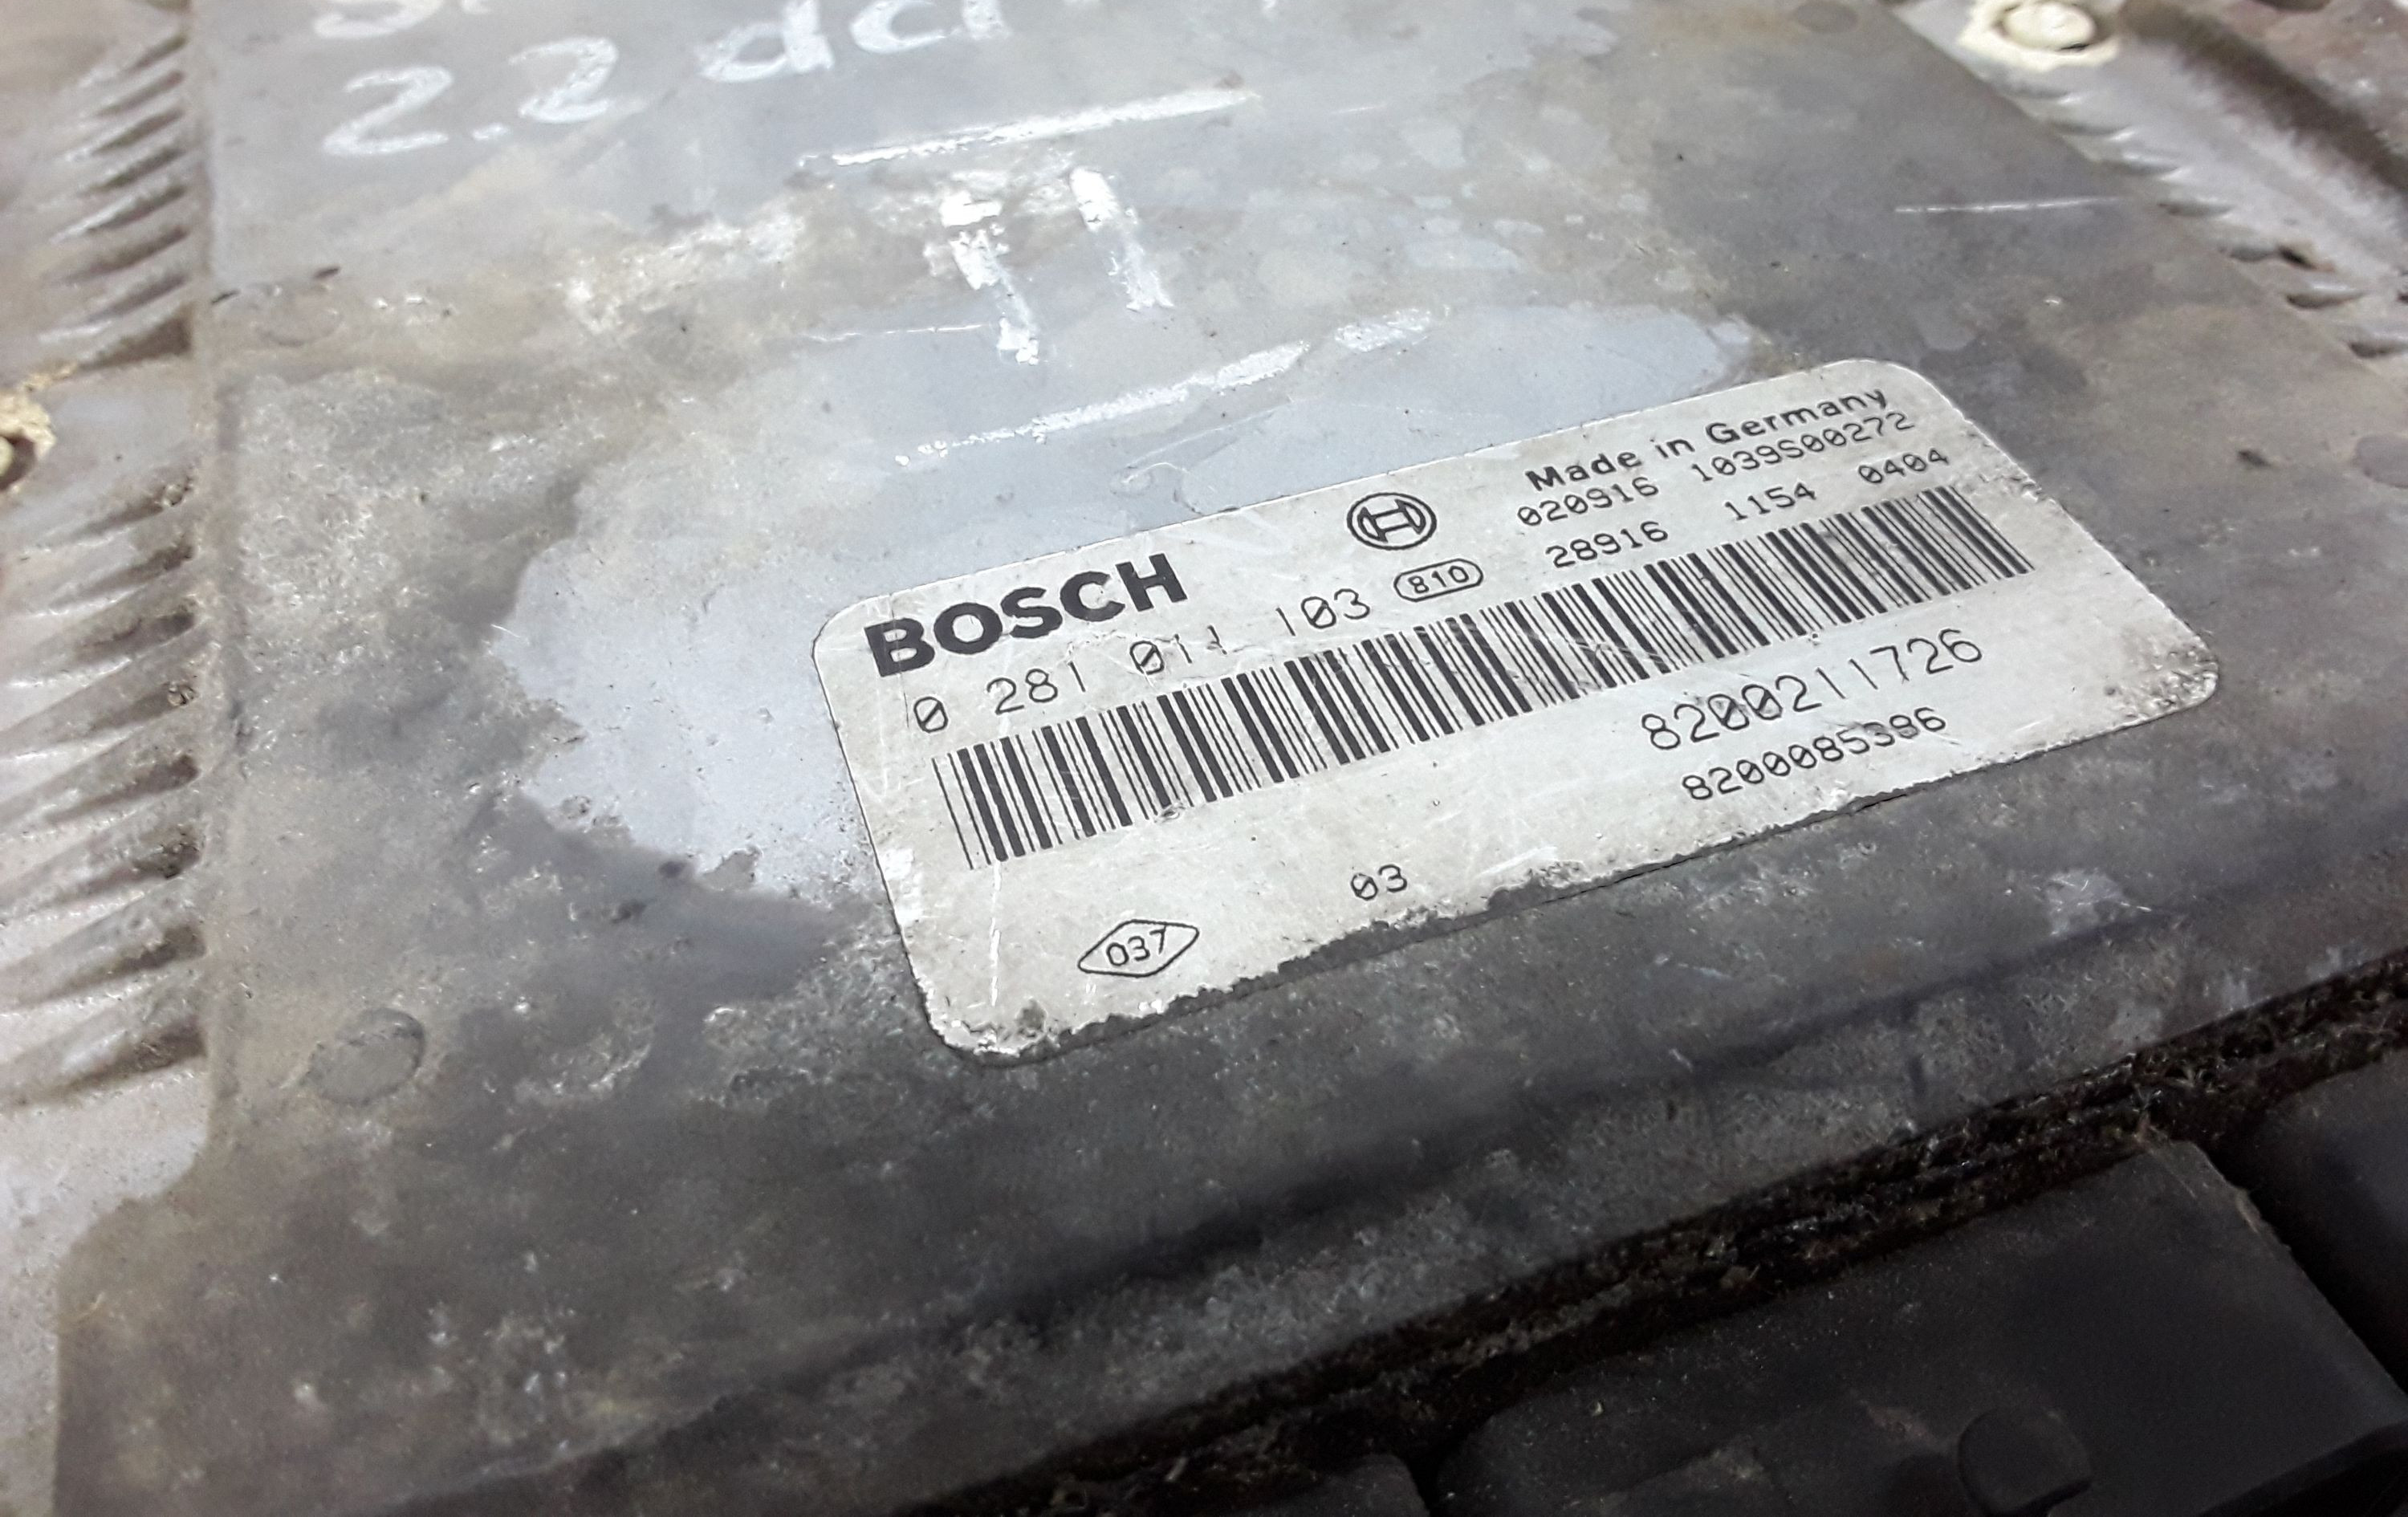 2.2 dci
BOSCH
Made in Germany
020916 1039S00272
0 281 011 103 810 28916 1154 0404
8200211726
8200085396
03
037